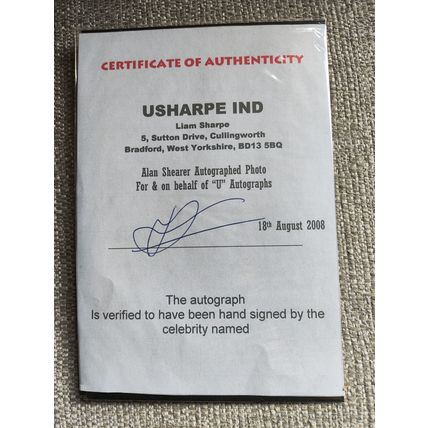 CERTIFICATE OF AUTHENTICITY
USHARPE IND
Liam Sharpe
5, Sutton Drive, Cullingworth
Bradford, West Yorkshire, BD13 5BQ
Alan Shearer Autographed Photo
For & on behalf of "U" Autographs
18th August 2008
The autograph
Is verified to have been hand signed by the
celebrity named